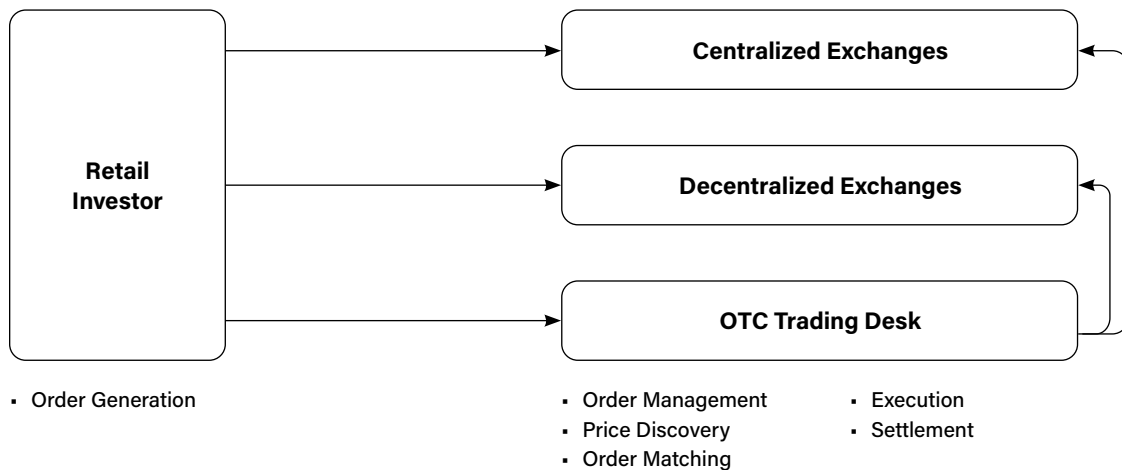 Centralized Exchanges
Retail
Investor
Decentralized Exchanges
OTC Trading Desk
▪ Order Generation
▪ Order Management
▪ Price Discovery
▪ Order Matching
▪ Execution
▪ Settlement